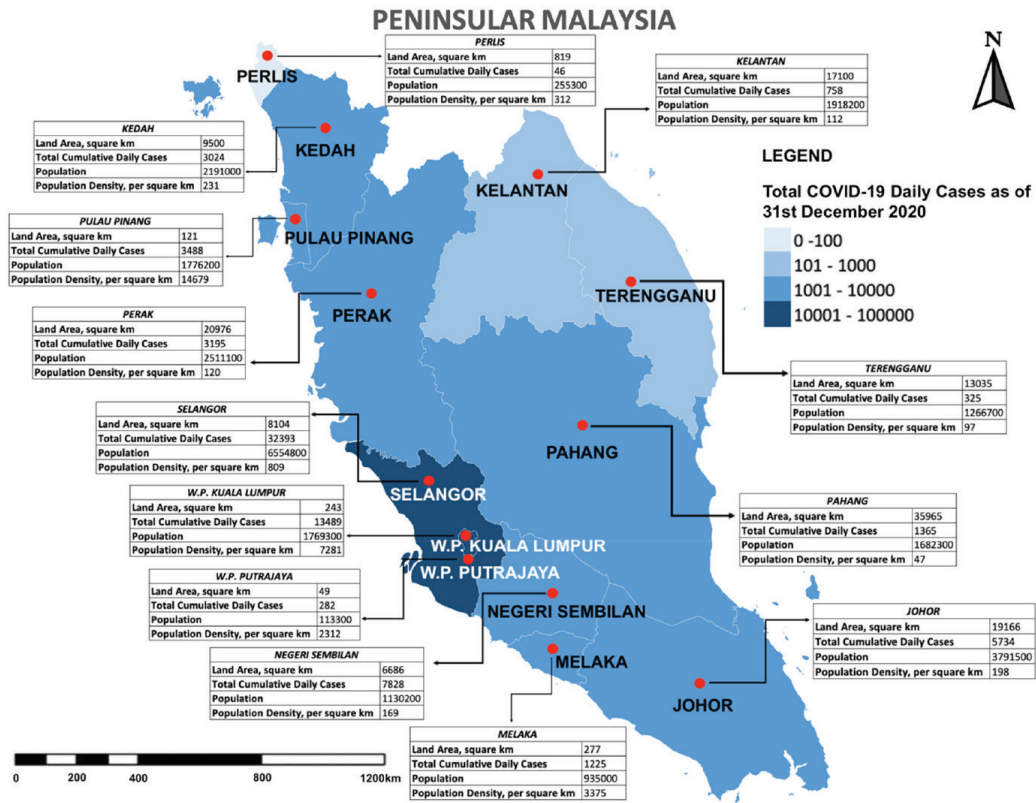 PENINSULAR MALAYSIA
PERLIS
Land Area, square km 819
Total Cumulative Daily Cases 46
Population 255300
Population Density, per square km 312
KELANTAN
Land Area, square km 17100
Total Cumulative Daily Cases 758
Population 1918200
Population Density, per square km 112
N
PERLIS
KEDAH
Land Area, square km 9500
Total Cumulative Daily Cases 3024
Population 2191000
Population Density, per square km 231
KEDAH
KELANTAN
LEGEND
Total COVID-19 Daily Cases as of
31st December 2020
0 -100
101 - 1000
1001 - 10000
10001 - 100000
PULAU PINANG
Land Area, square km 121
Total Cumulative Daily Cases 3488
Population 1776200
Population Density, per square km 14679
PULAU PINANG
TERENGGANU
PERAK
PERAK
Land Area, square km 20976
Total Cumulative Daily Cases 3195
Population 2511100
Population Density, per square km 120
TERENGGANU
Land Area, square km 13035
Total Cumulative Daily Cases 325
Population 1266700
Population Density, per square km 97
SELANGOR
Land Area, square km 8104
Total Cumulative Daily Cases 32393
Population 6554800
Population Density, per square km 809
PAHANG
SELANGOR
W.P. KUALA LUMPUR
Land Area, square km 243
Total Cumulative Daily Cases 13489
Population 1769300
Population Density, per square km 7281
PAHANG
Land Area, square km 35965
Total Cumulative Daily Cases 1365
Population 1682300
Population Density, per square km 47
W.P. KUALA LUMPUR
W.P. PUTRAJAYA
W.P. PUTRAJAYA
Land Area, square km 49
Total Cumulative Daily Cases 282
Population 113300
Population Density, per square km 2312
NEGERI SEMBILAN
JOHOR
Land Area, square km 19166
Total Cumulative Daily Cases 5734
Population 3791500
Population Density, per square km 198
NEGERI SEMBILAN
Land Area, square km 6686
Total Cumulative Daily Cases 7828
Population 1130200
Population Density, per square km 169
MELAKA
JOHOR
MELAKA
Land Area, square km 277
Total Cumulative Daily Cases 1225
Population 935000
Population Density, per square km 3375
0 200 400 800 1200km